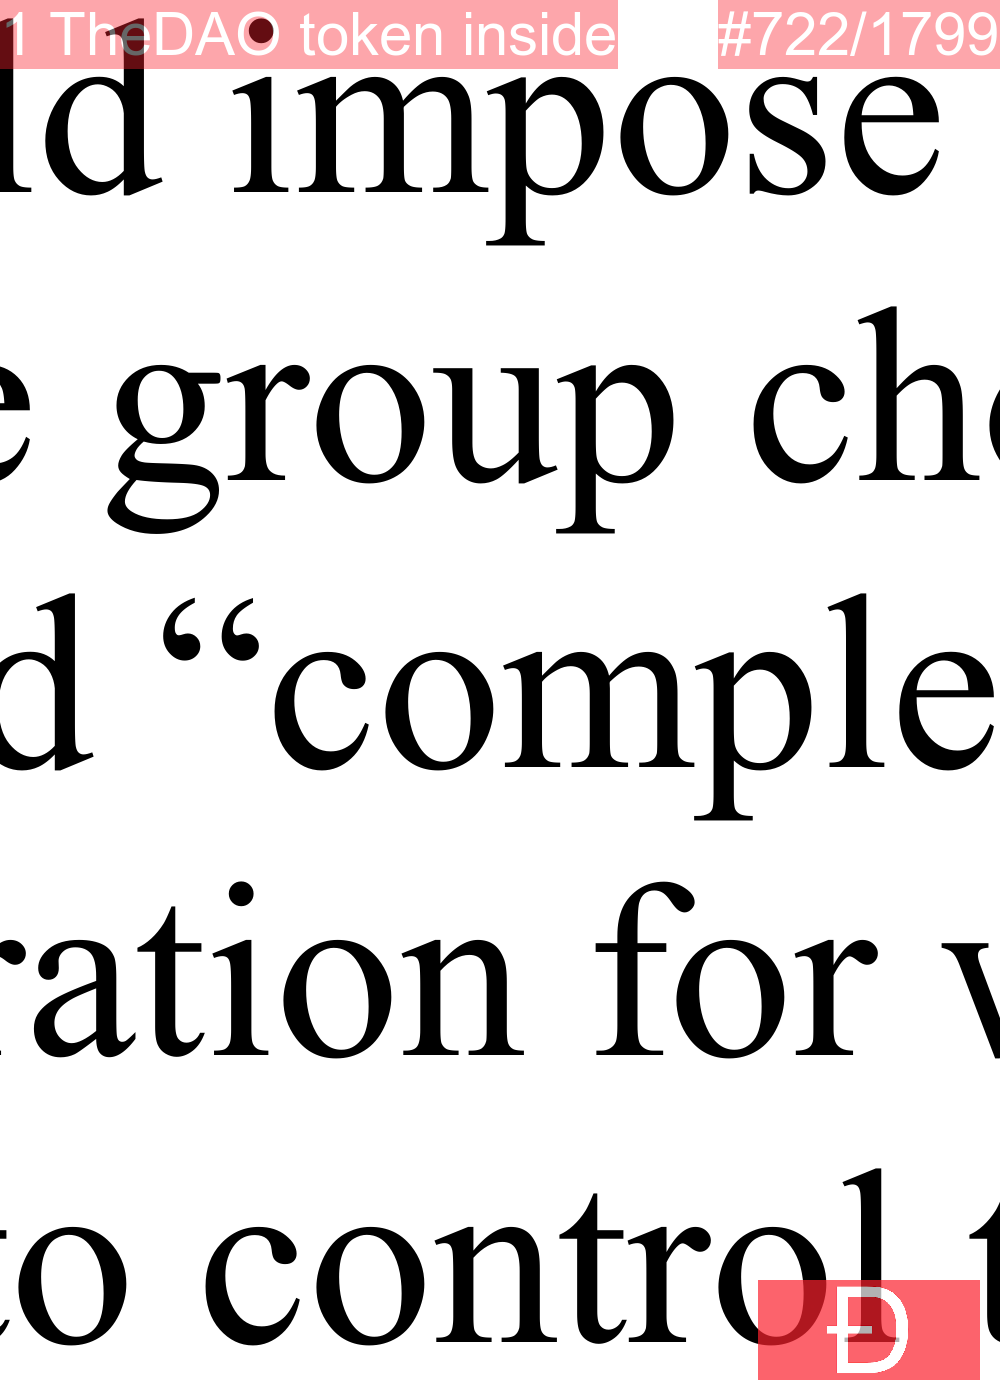 1 TheDAO token inside #722/1799
ld impose
e group ch
d “comple
ration for v
to control t
Đ